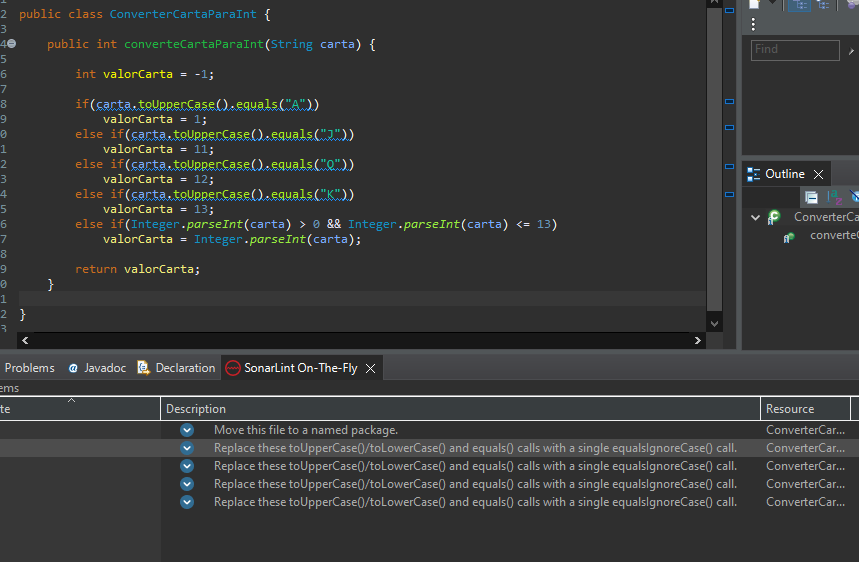 2 public class ConverterCartaParaInt {
3
4 public int converteCartaParaInt(String carta) {
5
6 int valorCarta = -1;
7
8 if(carta.toUpperCase().equals("A"))
9 valorCarta = 1;
0 else if(carta.toUpperCase().equals("J"))
1 valorCarta = 11;
2 else if(carta.toUpperCase().equals("Q"))
3 valorCarta = 12;
4 else if(carta.toUpperCase().equals("K"))
5 valorCarta = 13;
6 else if(Integer.parseInt(carta) > 0 && Integer.parseInt(carta) <= 13)
7 valorCarta = Integer.parseInt(carta);
8
9 return valorCarta;
0 }
1
2 }
3
Find
Outline
ConverterCa
converteC
Problems Javadoc Declaration SonarLint On-The-Fly
ems
te Description Resource
Move this file to a named package. ConverterCar...
Replace these toUpperCase()/toLowerCase() and equals() calls with a single equalsIgnoreCase() call. ConverterCar...
Replace these toUpperCase()/toLowerCase() and equals() calls with a single equalsIgnoreCase() call. ConverterCar...
Replace these toUpperCase()/toLowerCase() and equals() calls with a single equalsIgnoreCase() call. ConverterCar...
Replace these toUpperCase()/toLowerCase() and equals() calls with a single equalsIgnoreCase() call. ConverterCar...